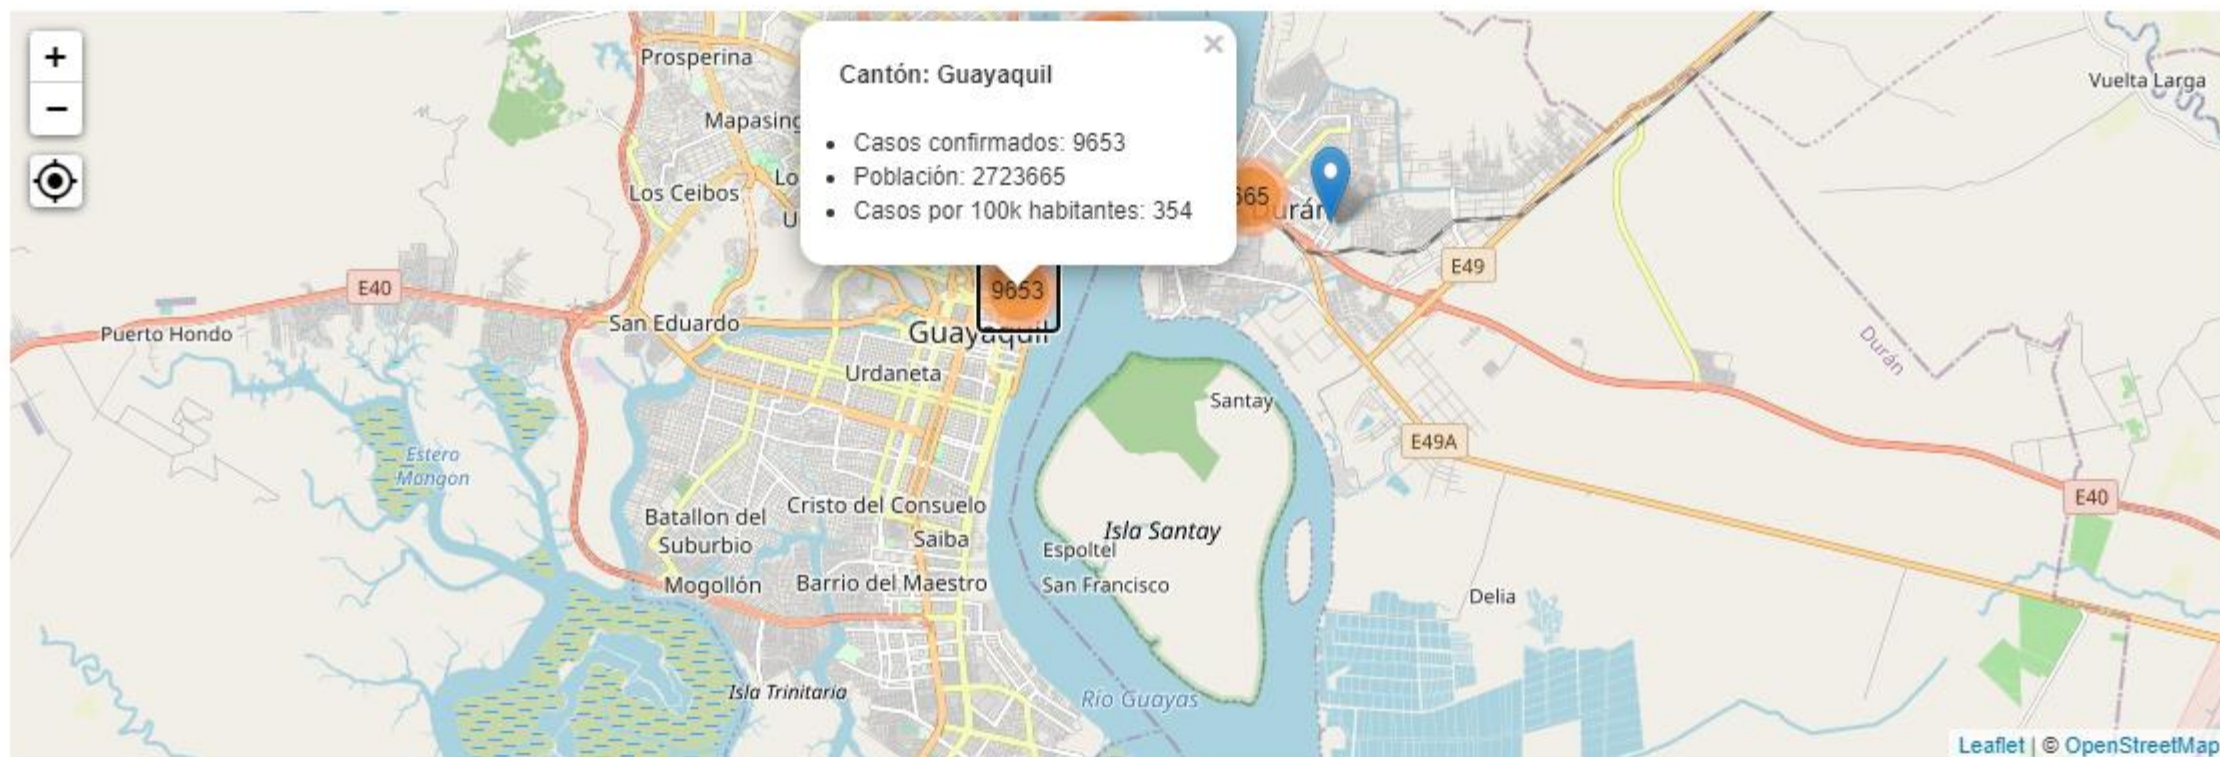 +
−
Prosperina
Mapasing
Los Ceibos
Lo
U
Cantón: Guayaquil
×
• Casos confirmados: 9653
• Población: 2723665
• Casos por 100k habitantes: 354
665
Durán
Vuelta Larga
E49
E40
9653
San Eduardo
Guayaquil
Puerto Hondo
Urdaneta
Durán
Santay
E49A
Estero
Mongon
E40
Cristo del Consuelo
Batallon del
Suburbio
Saiba
Isla Santay
Espoltel
Mogollón
Barrio del Maestro
San Francisco
Delia
Isla Trinitaria
Río Guayas
Leaflet | © OpenStreetMap